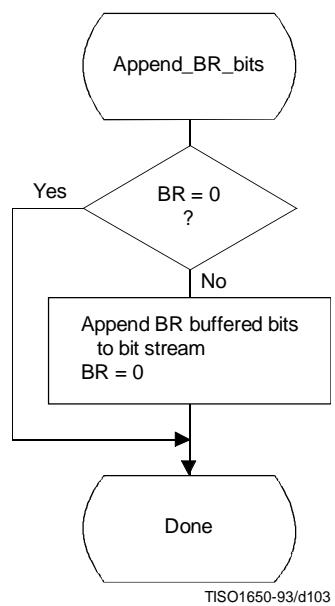 Append_BR_bits
Yes
BR = 0
?
No
Append BR buffered bits
to bit stream
BR = 0
Done
TISO1650-93/d103